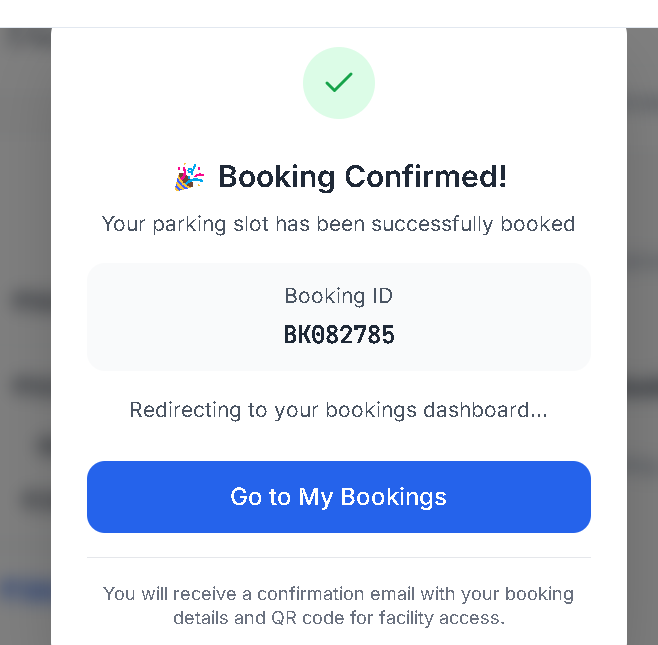 🎉 Booking Confirmed!
Your parking slot has been successfully booked
Booking ID
BK082785
Redirecting to your bookings dashboard...
Go to My Bookings
You will receive a confirmation email with your booking
details and QR code for facility access.